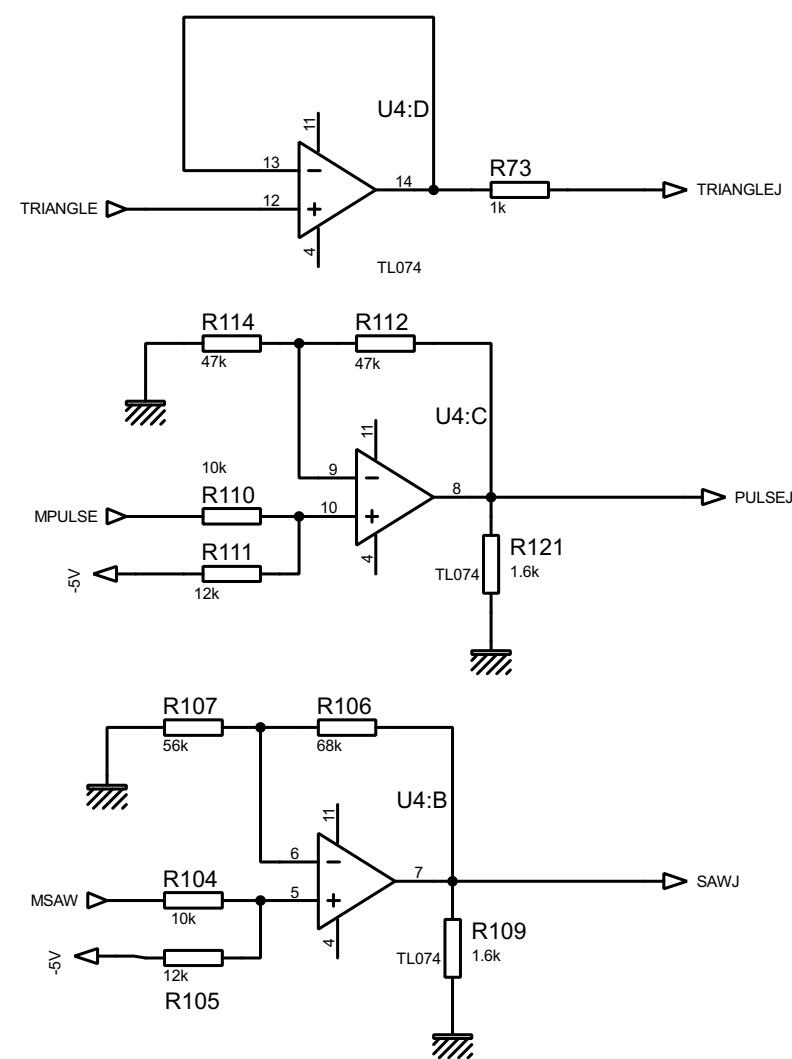 U4:D
11
13
12
14
4
TRIANGLE
R73
1k
TRIANGLEJ
TL074
R114
47k
R112
47k
U4:C
11
9
10
8
4
10k
R110
MPULSE
R111
12k
-5V
PULSEJ
R121
1.6k
TL074
R107
56k
R106
68k
U4:B
11
6
5
7
4
MSAW
R104
10k
-5V
12k
R105
SAWJ
R109
1.6k
TL074